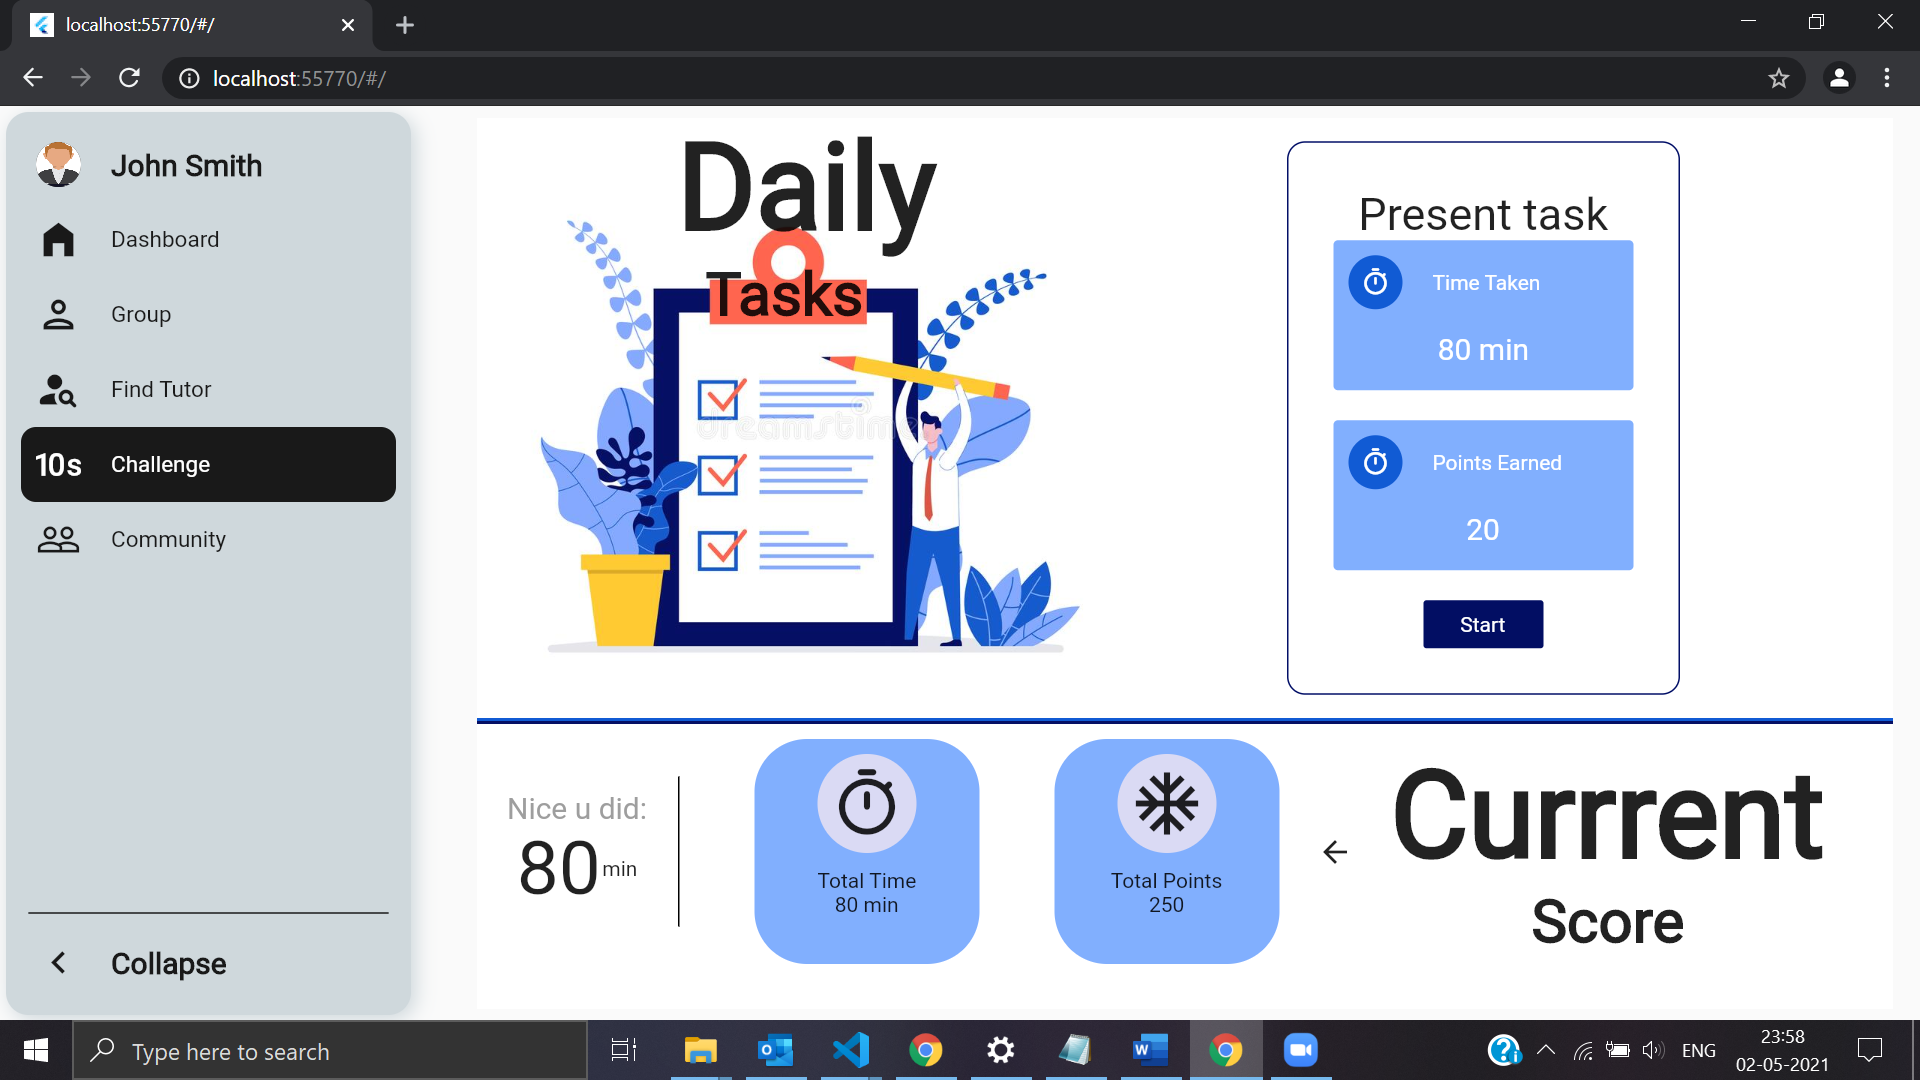 localhost:55770/#/
localhost:55770/#/
John Smith
Dashboard
Group
Find Tutor
10s Challenge
Community
Collapse
Daily
Tasks
dreamstime
Present task
Time Taken
80 min
Points Earned
20
Start
Nice u did:
80 min
Total Time
80 min
Total Points
250
Currrent
Score
Type here to search
ENG
23:58
02-05-2021